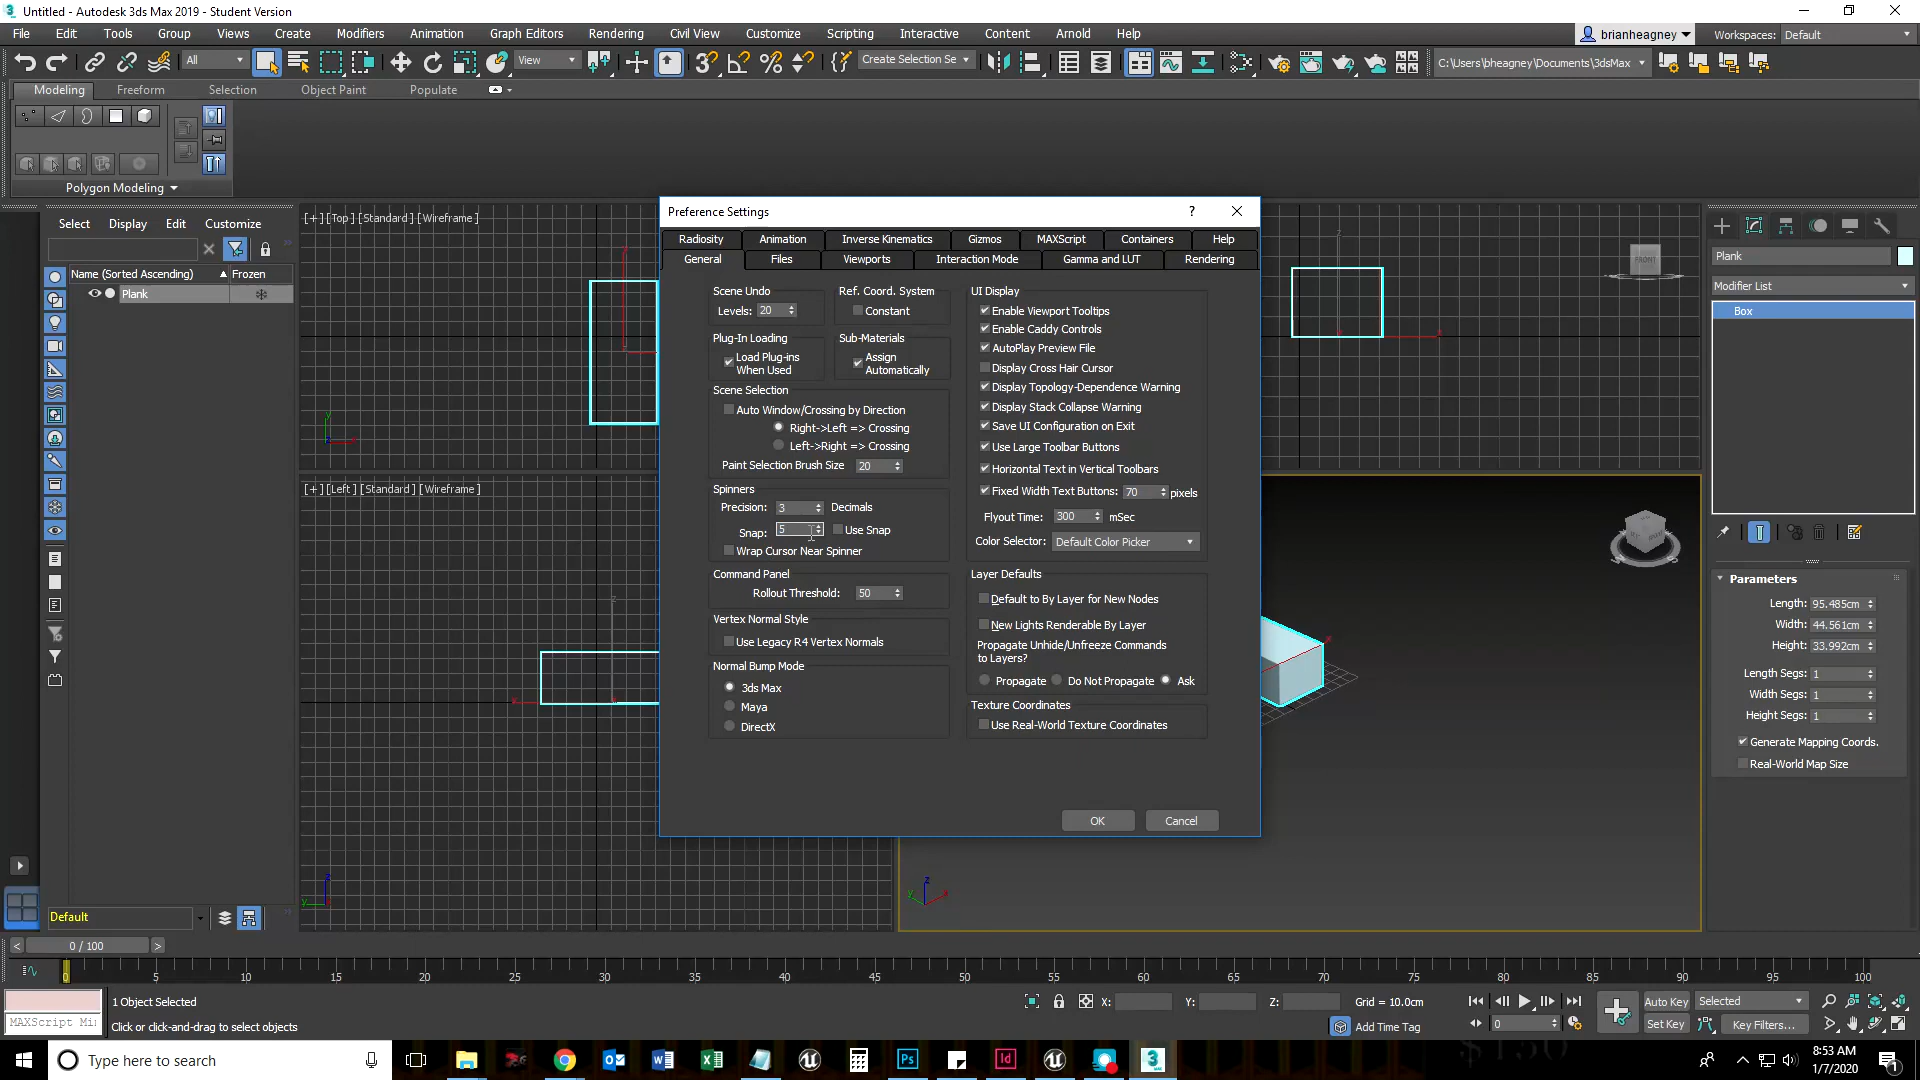 Untitled - Autodesk 3ds Max 2019 - Student Version
File Edit Tools Group Views Create Modifiers Animation Graph Editors Rendering Civil View Customize Scripting Interactive Content Arnold Help
brianheagney Workspaces: Default
All View Create Selection Se C:\Users\bheagney\Documents\3dsMax
Modeling Freeform Selection Object Paint Populate
Polygon Modeling
Select Display Edit Customize
Name (Sorted Ascending) Frozen
Plank
[+] [Top] [Standard] [Wireframe]
[+] [Left] [Standard] [Wireframe]
FRONT
Preference Settings
Radiosity Animation Inverse Kinematics Gizmos MAXScript Containers Help
General Files Viewports Interaction Mode Gamma and LUT Rendering
Scene Undo
Levels: 20
Ref. Coord. System
Constant
Plug-In Loading
Load Plug-ins When Used
Sub-Materials
Assign Automatically
Scene Selection
Auto Window/Crossing by Direction
Right->Left => Crossing
Left->Right => Crossing
Paint Selection Brush Size 20
Spinners
Precision: 3 Decimals
Snap: 5 Use Snap
Wrap Cursor Near Spinner
Command Panel
Rollout Threshold: 50
Vertex Normal Style
Use Legacy R4 Vertex Normals
Normal Bump Mode
3ds Max
Maya
DirectX
UI Display
Enable Viewport Tooltips
Enable Caddy Controls
AutoPlay Preview File
Display Cross Hair Cursor
Display Topology-Dependence Warning
Display Stack Collapse Warning
Save UI Configuration on Exit
Use Large Toolbar Buttons
Horizontal Text in Vertical Toolbars
Fixed Width Text Buttons: 70 pixels
Flyout Time: 300 mSec
Color Selector: Default Color Picker
Layer Defaults
Default to By Layer for New Nodes
New Lights Renderable By Layer
Propagate Unhide/Unfreeze Commands
to Layers?
Propagate Do Not Propagate Ask
Texture Coordinates
Use Real-World Texture Coordinates
OK Cancel
Plank
Modifier List
Box
Parameters
Length: 95.485cm
Width: 44.561cm
Height: 33.992cm
Length Segs: 1
Width Segs: 1
Height Segs: 1
Generate Mapping Coords.
Real-World Map Size
Default
0 / 100
0 5 10 15 20 25 30 35 40 45 50 55 60 65 70 75 80 85 90 95 100
1 Object Selected
X: Y: Z: Grid = 10.0cm
Auto Key Selected
MAXScript Mi
Click or click-and-drag to select objects
Add Time Tag
0
Set Key Key Filters...
Type here to search
8:53 AM
1/7/2020